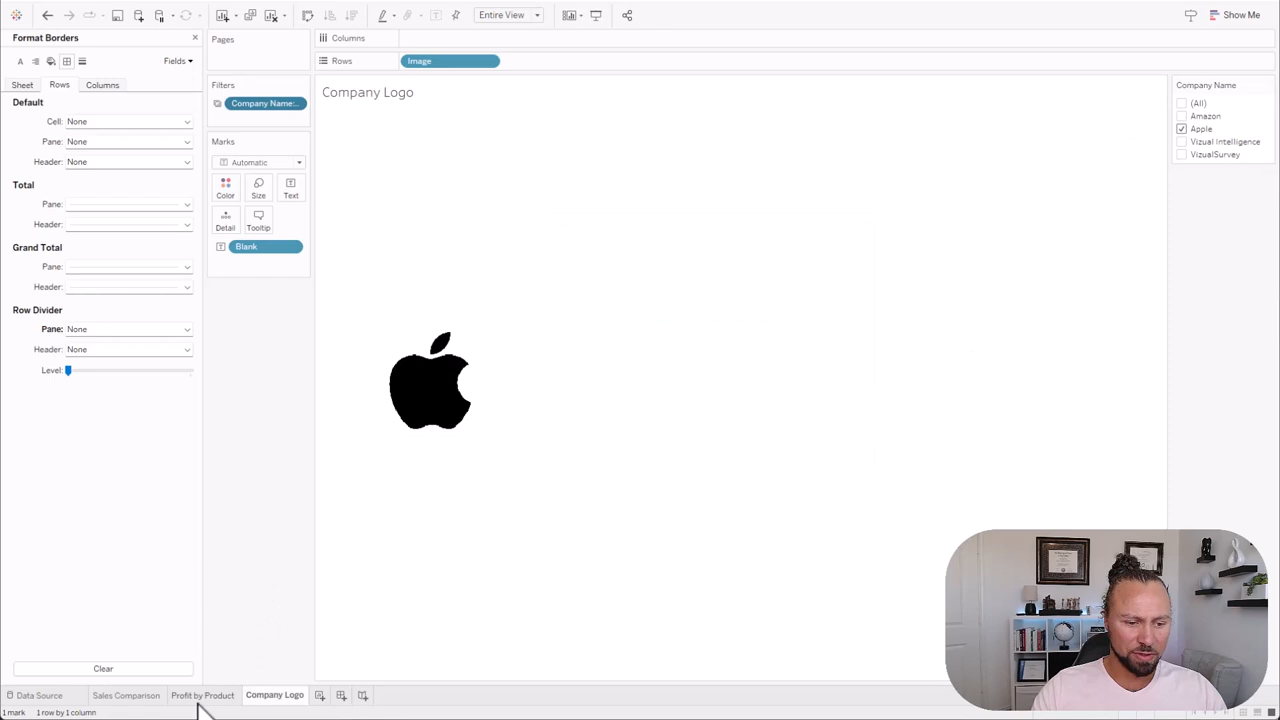 Entire View
Show Me
Format Borders
Pages
Columns
Rows
Image
Fields
Filters
Company Name:..
Sheet
Rows
Columns
Company Logo
Company Name
(All)
Amazon
Apple
Vizual Intelligence
VizualSurvey
Default
Cell: None
Pane: None
Header: None
Marks
Automatic
Color
Size
Text
Detail
Tooltip
Blank
Total
Pane:
Header:
Grand Total
Pane:
Header:
Row Divider
Pane: None
Header: None
Level:
Clear
Data Source
Sales Comparison
Profit by Product
Company Logo
1 mark
1 row by 1 column